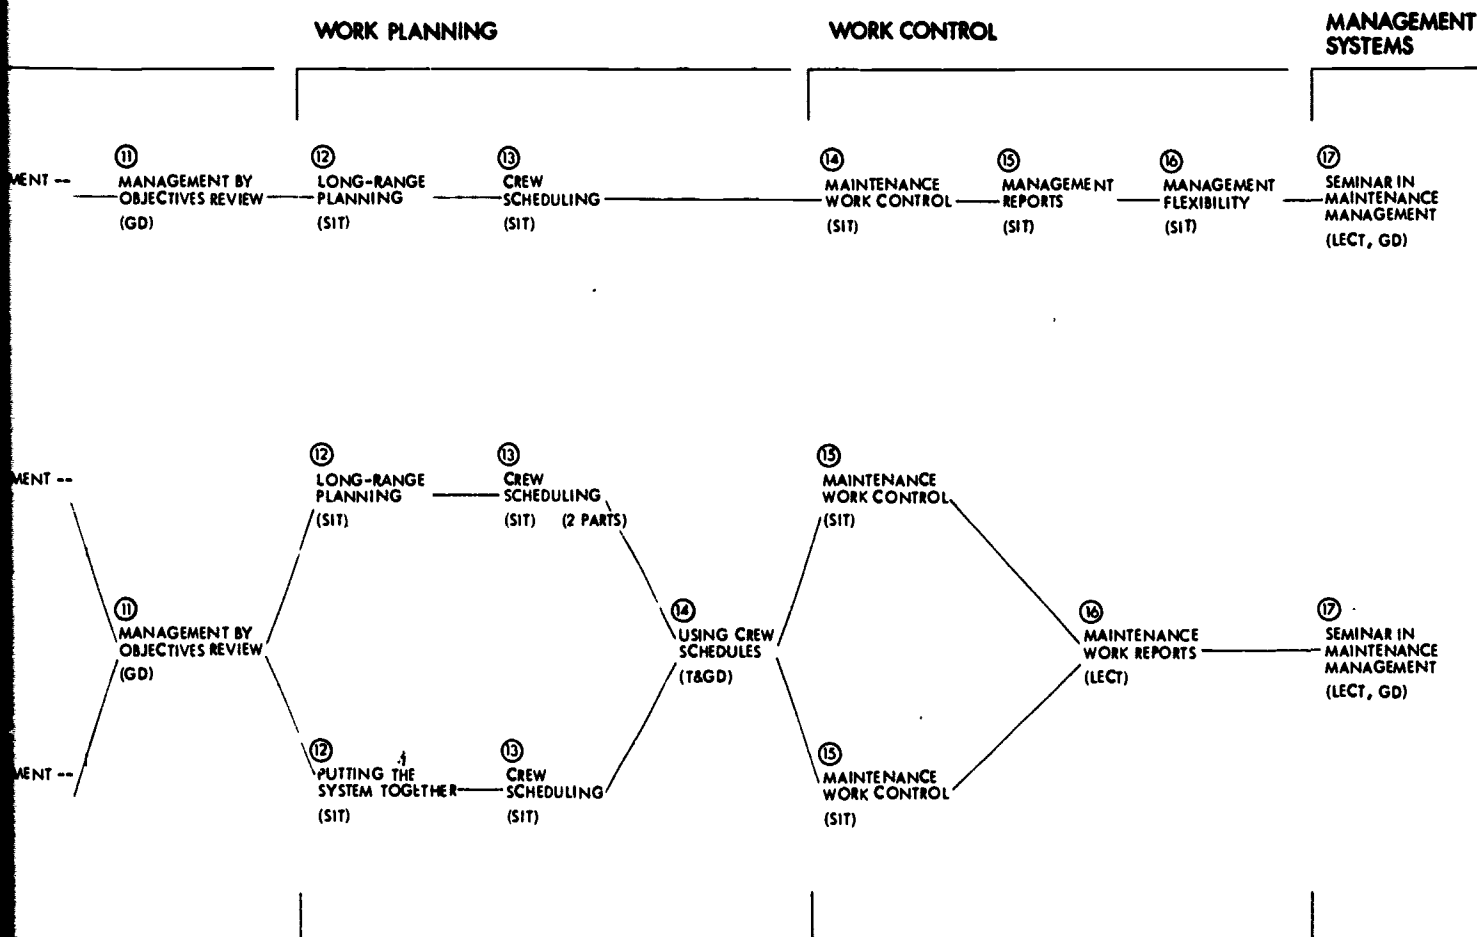 WORK PLANNING
WORK CONTROL
MANAGEMENT
SYSTEMS
MENT --
11
MANAGEMENT BY
OBJECTIVES REVIEW
(GD)
12
LONG-RANGE
PLANNING
(SIT)
13
CREW
SCHEDULING
(SIT)
14
MAINTENANCE
WORK CONTROL
(SIT)
15
MANAGEMENT
REPORTS
(SIT)
16
MANAGEMENT
FLEXIBILITY
(SIT)
17
SEMINAR IN
MAINTENANCE
MANAGEMENT
(LECT, GD)
MENT --
12
LONG-RANGE
PLANNING
(SIT)
13
CREW
SCHEDULING
(SIT) (2 PARTS)
15
MAINTENANCE
WORK CONTROL
(SIT)
11
MANAGEMENT BY
OBJECTIVES REVIEW
(GD)
14
USING CREW
SCHEDULES
(T&GD)
16
MAINTENANCE
WORK REPORTS
(LECT)
17
SEMINAR IN
MAINTENANCE
MANAGEMENT
(LECT, GD)
MENT --
12
PUTTING THE
SYSTEM TOGETHER
(SIT)
13
CREW
SCHEDULING
(SIT)
15
MAINTENANCE
WORK CONTROL
(SIT)